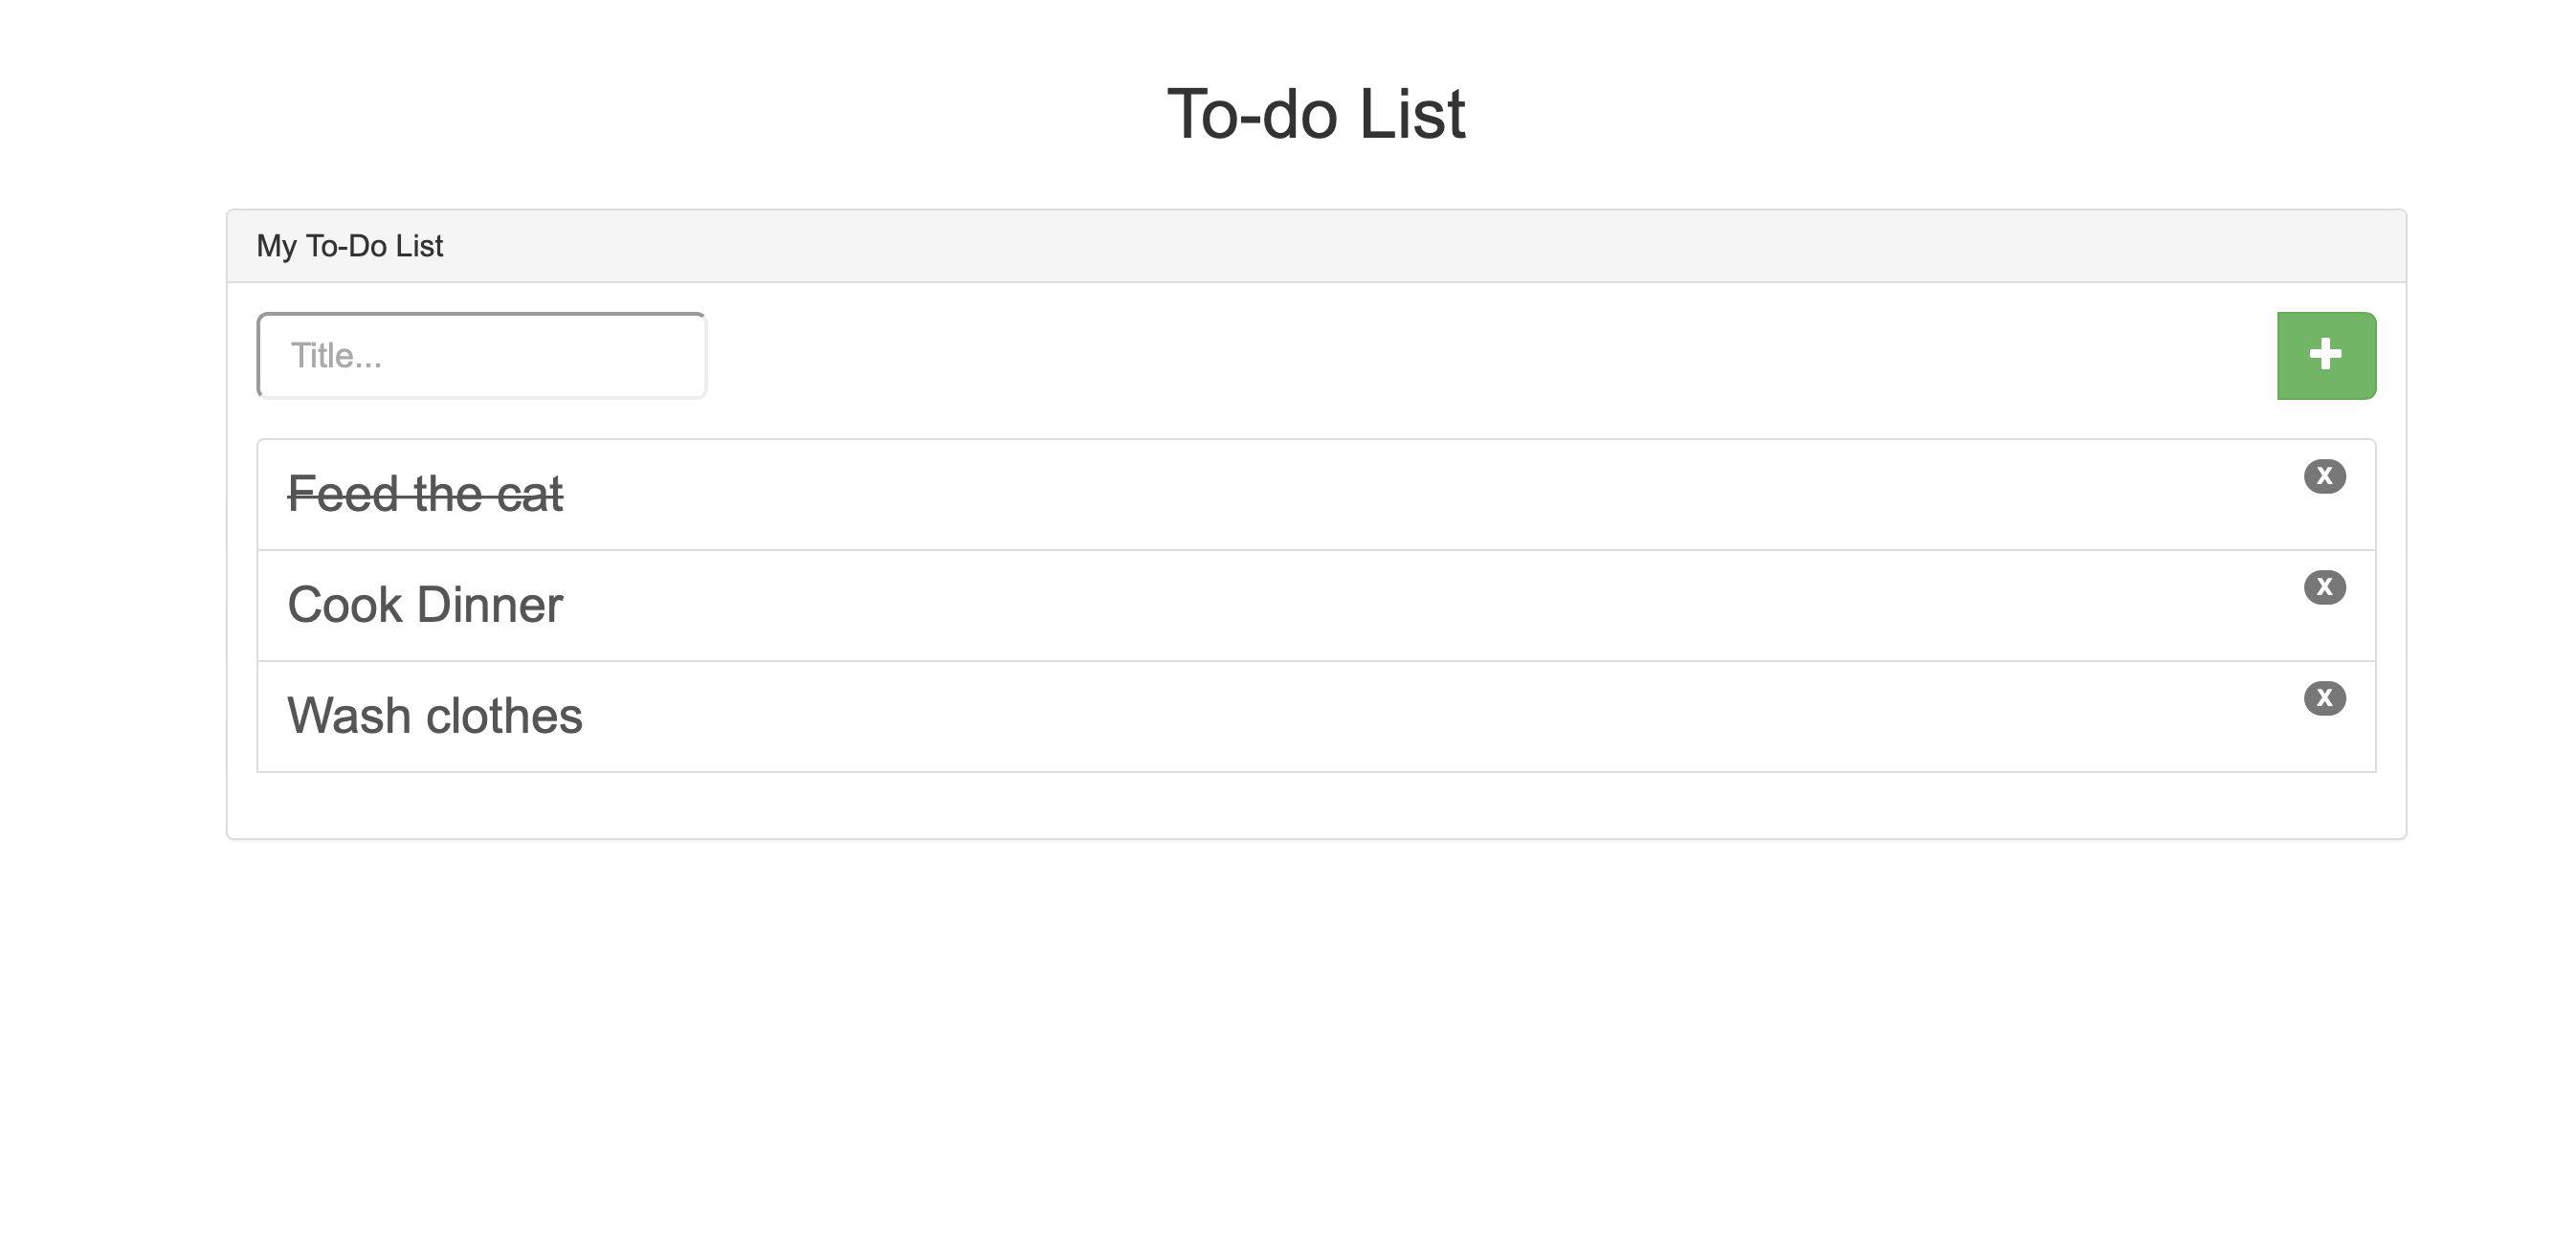 To-do List
My To-Do List
Title...
Feed the cat
x
Cook Dinner
x
Wash clothes
x